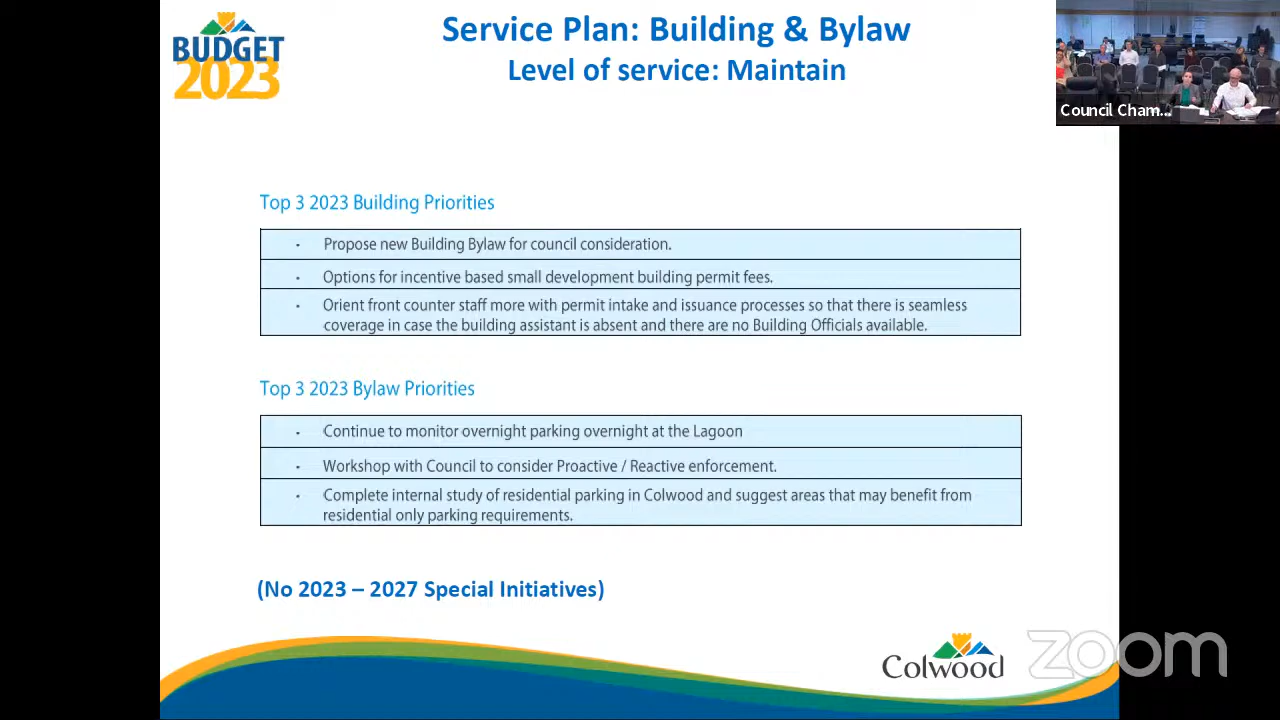 BUDGET
2023
Service Plan: Building & Bylaw
Level of service: Maintain
Council Cham...
Top 3 2023 Building Priorities
• Propose new Building Bylaw for council consideration.
• Options for incentive based small development building permit fees.
• Orient front counter staff more with permit intake and issuance processes so that there is seamless
coverage in case the building assistant is absent and there are no Building Officials available.
Top 3 2023 Bylaw Priorities
• Continue to monitor overnight parking overnight at the Lagoon
• Workshop with Council to consider Proactive / Reactive enforcement.
• Complete internal study of residential parking in Colwood and suggest areas that may benefit from
residential only parking requirements.
(No 2023 – 2027 Special Initiatives)
Colwood
zoom